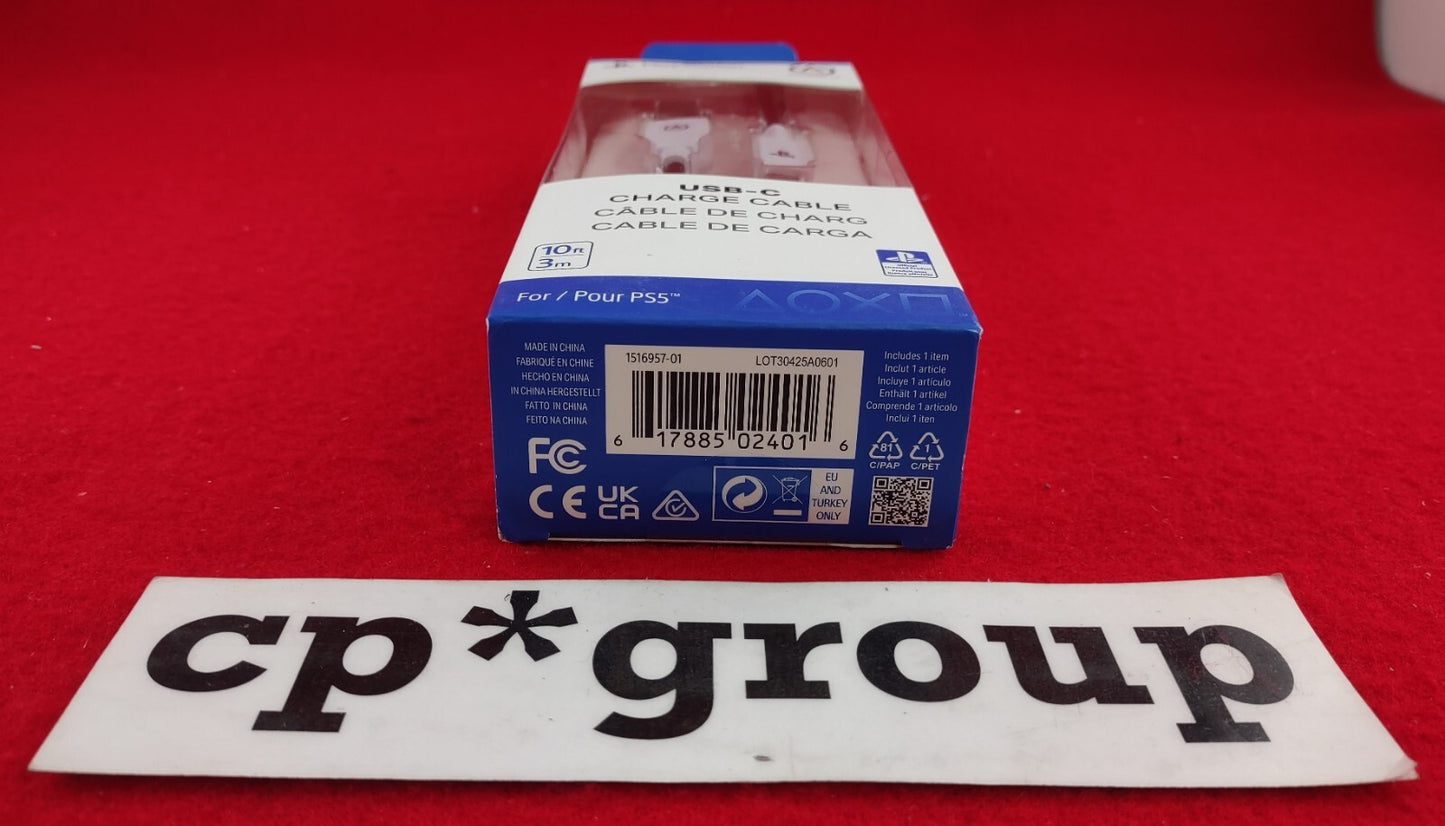 USB-C
CHARGE CABLE
CÂBLE DE CHARG
CABLE DE CARGA
10ft
3m
For / Pour PS5™
MADE IN CHINA
FABRIQUÉ EN CHINE
HECHO EN CHINA
IN CHINA HERGESTELLT
FATTO IN CHINA
FEITO NA CHINA
FC
CE UK
CA
1516957-01 LOT30425A0601
6 17885 02401 6
EU
AND
TURKEY
ONLY
Includes 1 item
Inclut 1 article
Incluye 1 artículo
Enthält 1 artikel
Comprende 1 articolo
Inclui 1 iten
81 1
C/PAP C/PET
cp*group